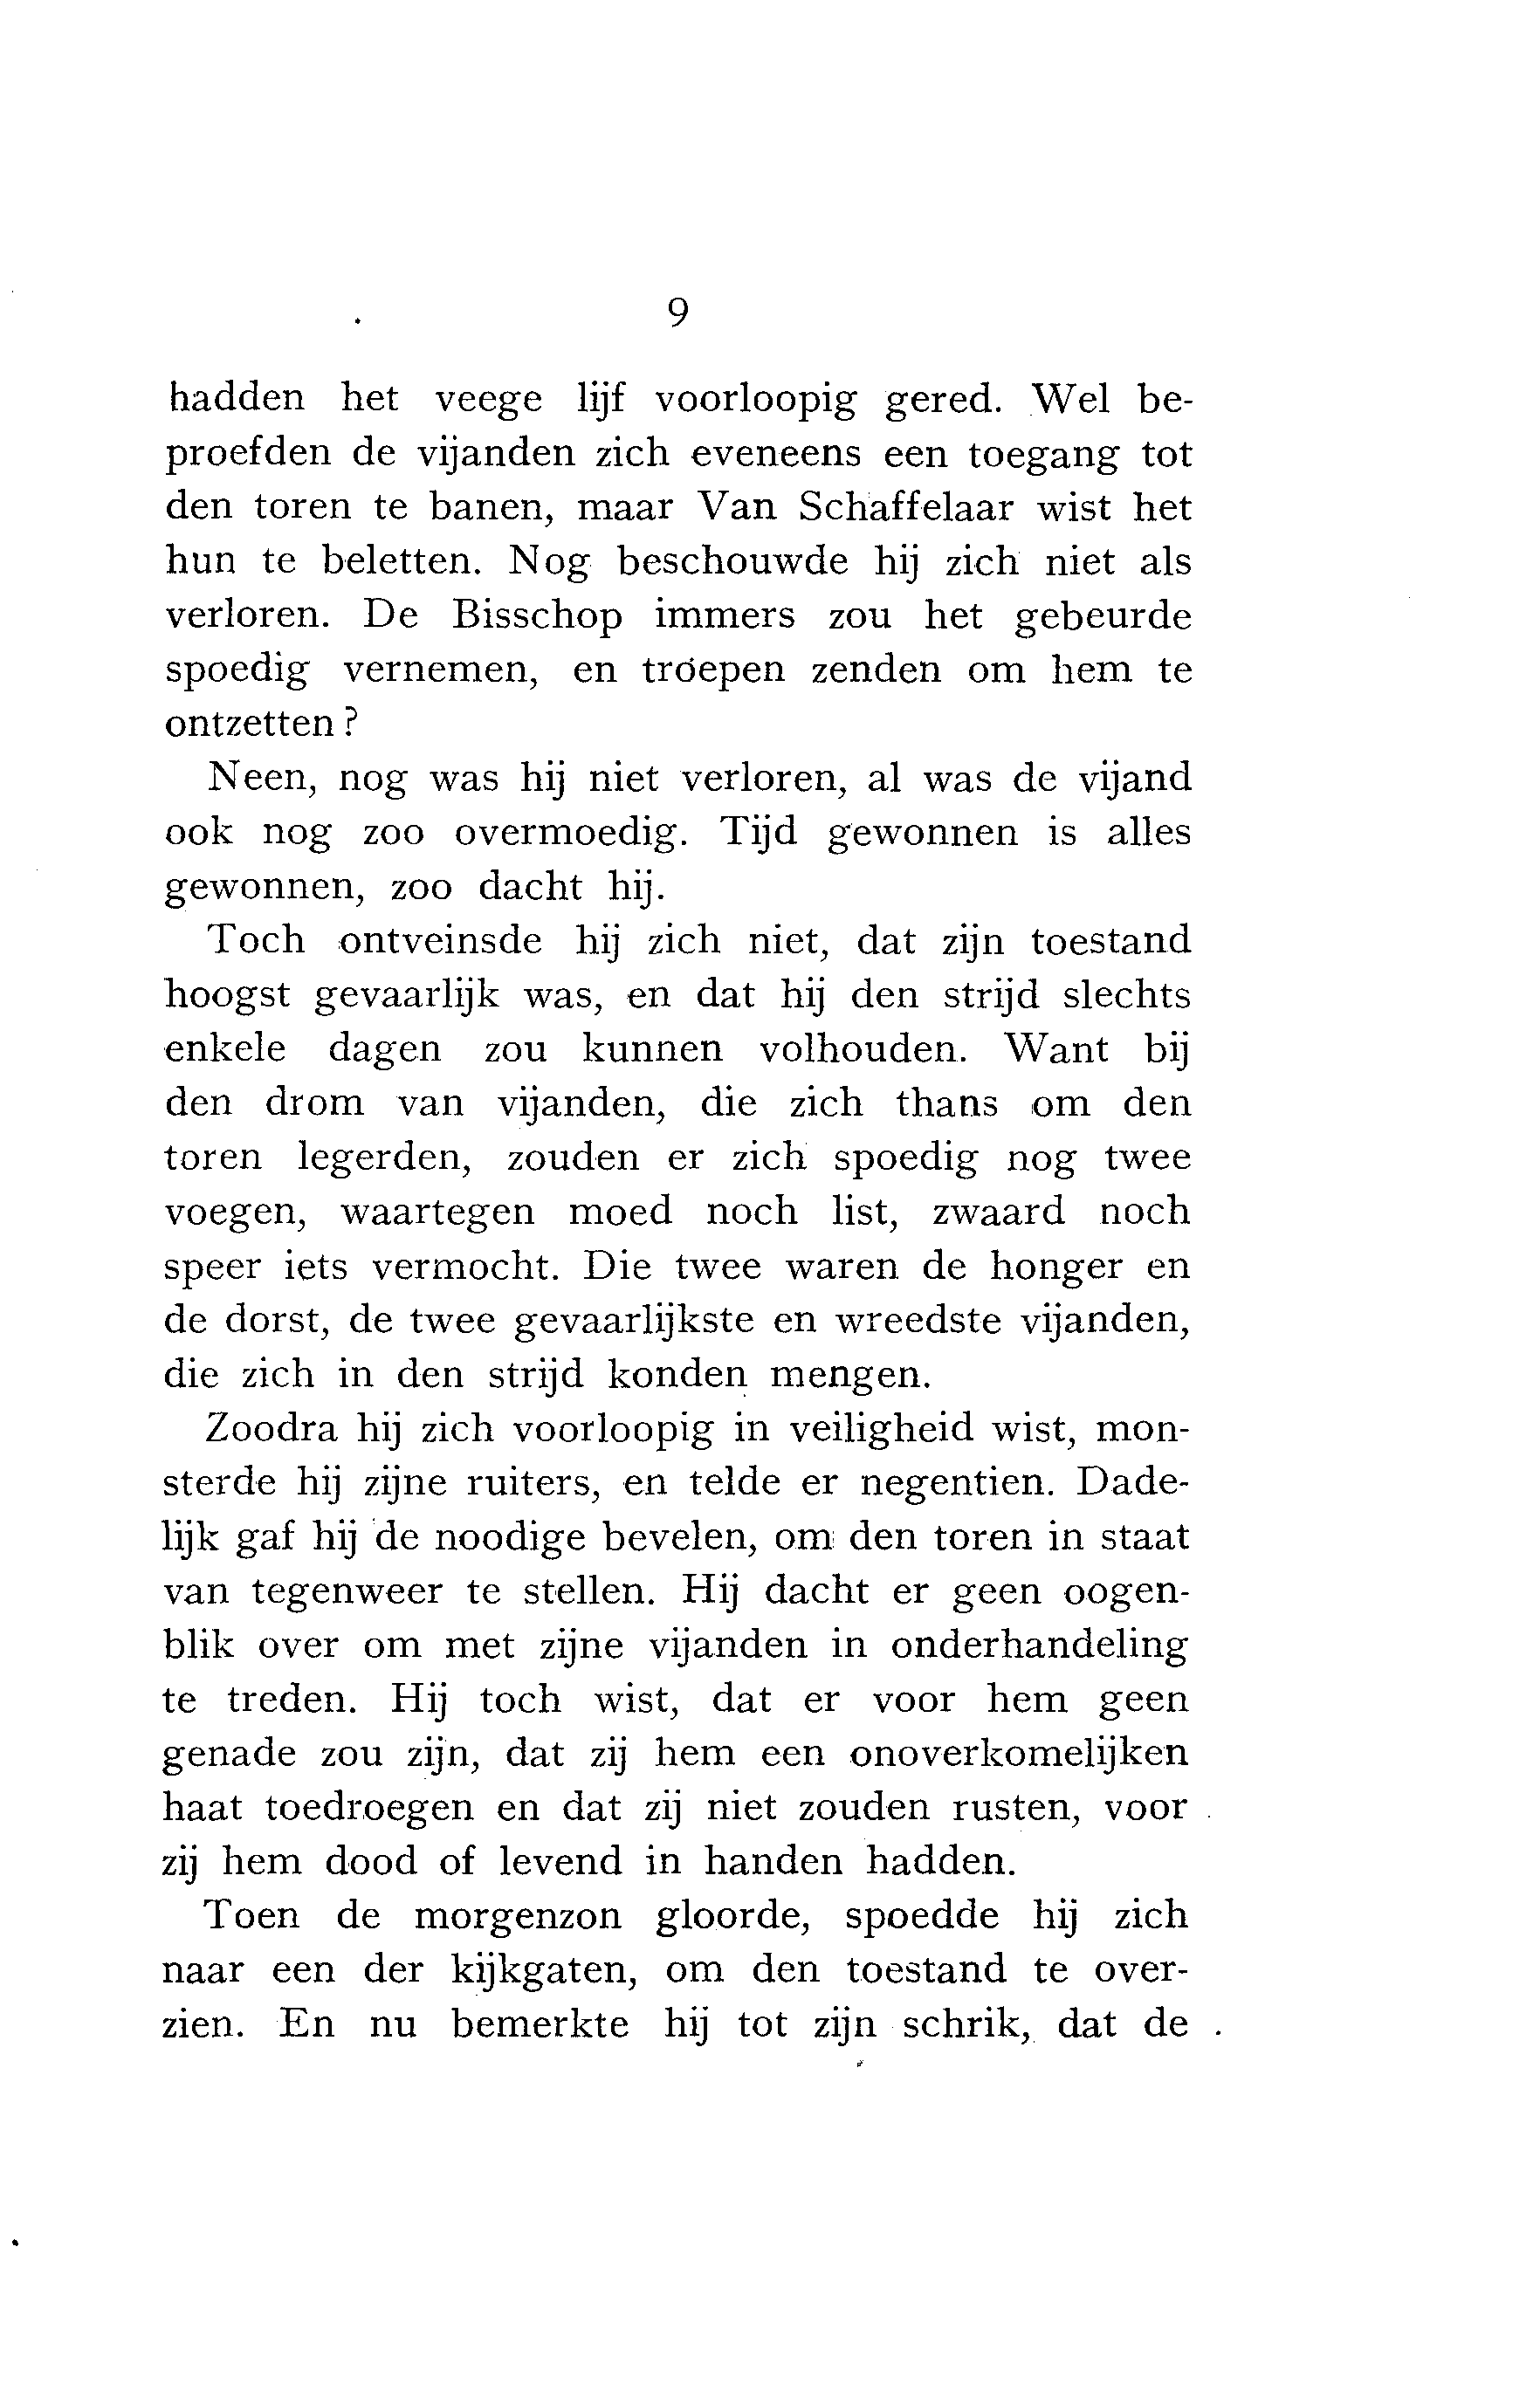 9
hadden het veege lijf voorloopig gered. Wel be-
proefden de vijanden zich eveneens een toegang tot
den toren te banen, maar Van Schaffelaar wist het
hun te beletten. Nog beschouwde hij zich niet als
verloren. De Bisschop immers zou het gebeurde
spoedig vernemen, en troepen zenden om hem te
ontzetten?
Neen, nog was hij niet verloren, al was de vijand
ook nog zoo overmoedig. Tijd gewonnen is alles
gewonnen, zoo dacht hij.
Toch ontveinsde hij zich niet, dat zijn toestand
hoogst gevaarlijk was, en dat hij den strijd slechts
enkele dagen zou kunnen volhouden. Want bij
den drom van vijanden, die zich thans om den
toren legerden, zouden er zich spoedig nog twee
voegen, waartegen moed noch list, zwaard noch
speer iets vermocht. Die twee waren de honger en
de dorst, de twee gevaarlijkste en wreedste vijanden,
die zich in den strijd konden mengen.
Zoodra hij zich voorloopig in veiligheid wist, mon-
sterde hij zijne ruiters, en telde er negentien. Dade-
lijk gaf hij de noodige bevelen, om den toren in staat
van tegenweer te stellen. Hij dacht er geen oogen-
blik over om met zijne vijanden in onderhandeling
te treden. Hij toch wist, dat er voor hem geen
genade zou zijn, dat zij hem een onoverkomelijken
haat toedroegen en dat zij niet zouden rusten, voor
zij hem dood of levend in handen hadden.
Toen de morgenzon gloorde, spoedde hij zich
naar een der kijkgaten, om den toestand te over-
zien. En nu bemerkte hij tot zijn schrik, dat de